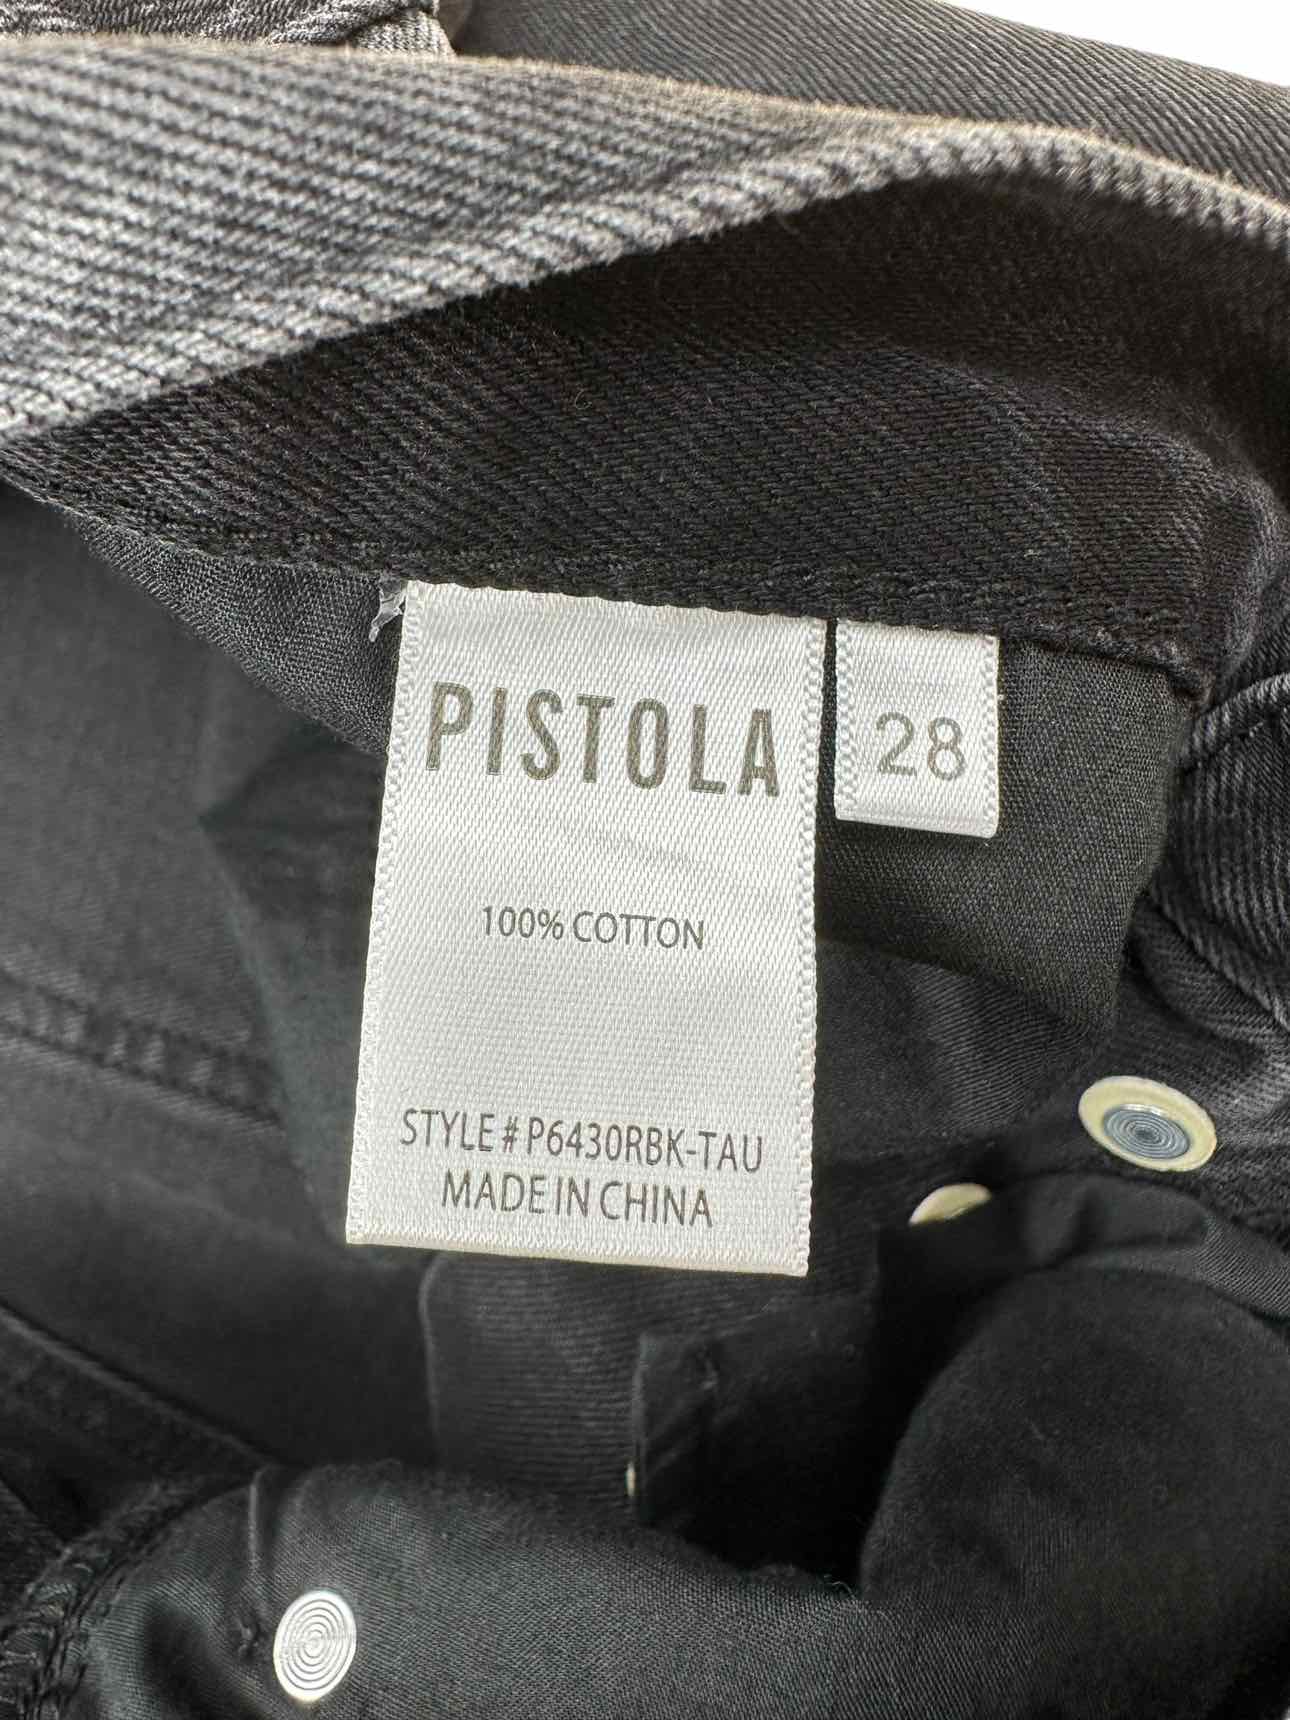 PISTOLA
28
100% COTTON
STYLE # P6430RBK-TAU
MADE IN CHINA